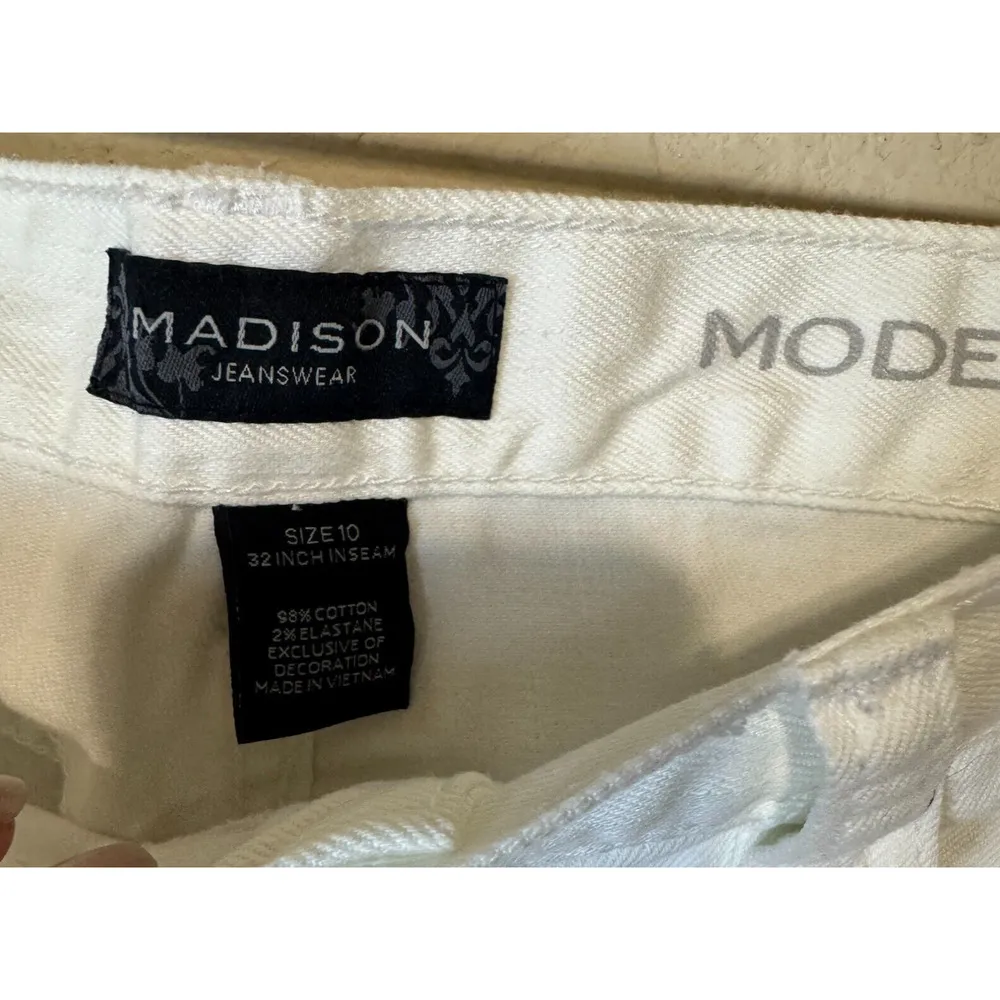 MADISON
JEANSWEAR
MODE
SIZE 10
32 INCH INSEAM
98% COTTON
2% ELASTANE
EXCLUSIVE OF
DECORATION
MADE IN VIETNAM